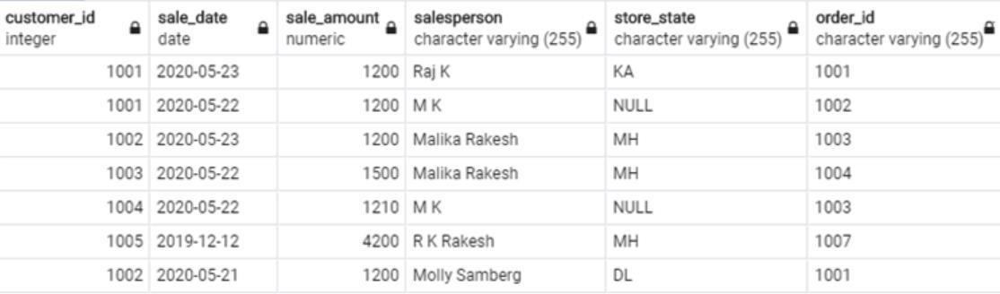 customer_id sale_date sale_amount salesperson store_state order_id
integer date numeric character varying (255) character varying (255) character varying (255)
1001 2020-05-23 1200 Raj K KA 1001
1001 2020-05-22 1200 M K NULL 1002
1002 2020-05-23 1200 Malika Rakesh MH 1003
1003 2020-05-22 1500 Malika Rakesh MH 1004
1004 2020-05-22 1210 M K NULL 1003
1005 2019-12-12 4200 R K Rakesh MH 1007
1002 2020-05-21 1200 Molly Samberg DL 1001